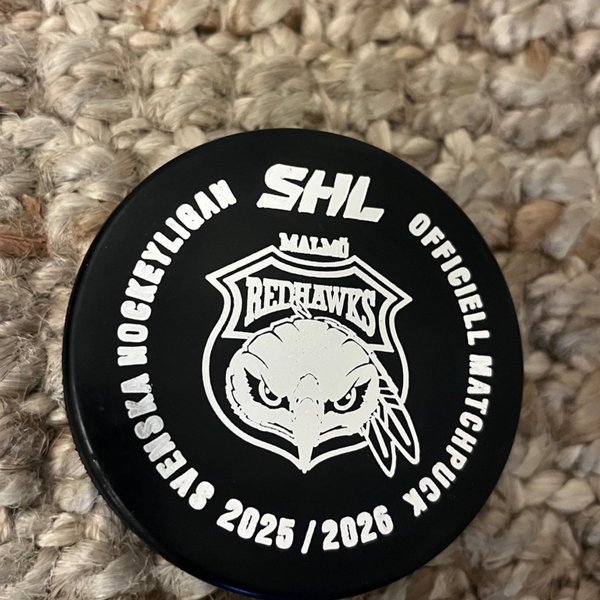 SHL
SVENSKA HOCKEYLIGAN
OFFICIELL MATCHPUCK
MALMÖ
REDHAWKS
2025/2026